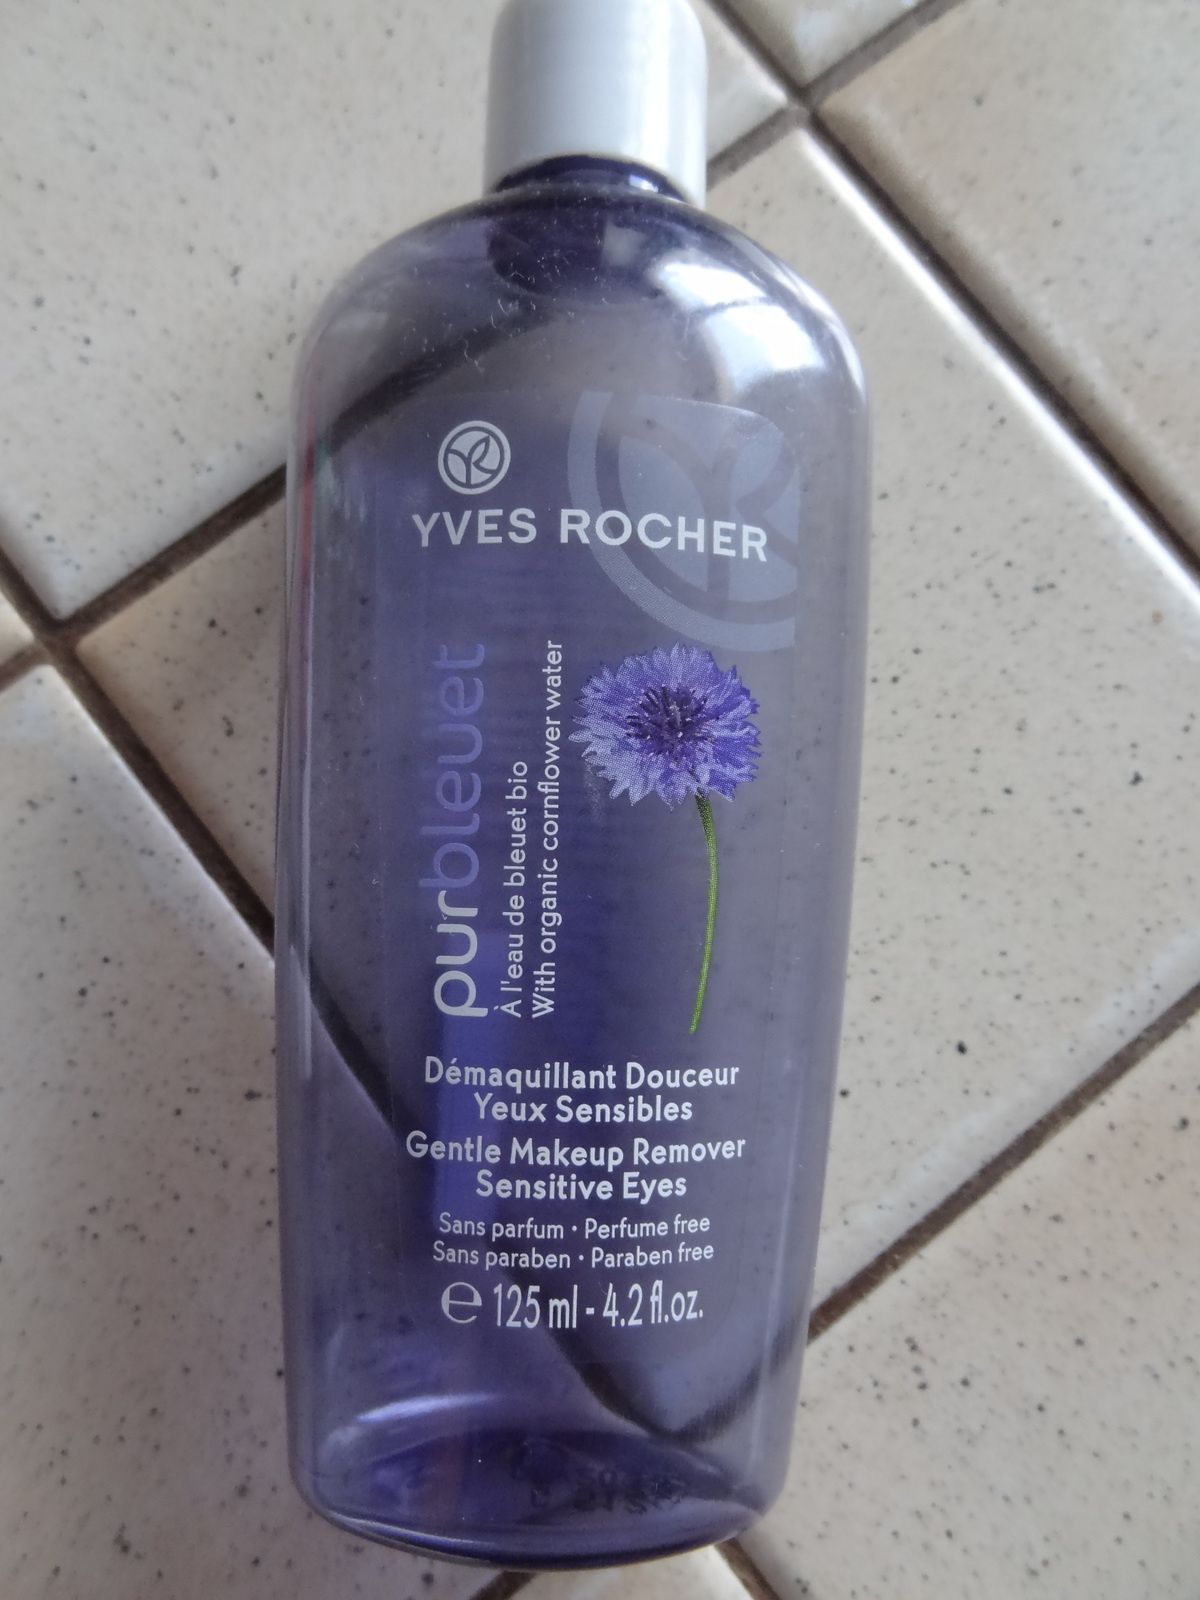 YVES ROCHER
purbleuet
À l'eau de bleuet bio
With organic cornflower water
Démaquillant Douceur
Yeux Sensibles
Gentle Makeup Remover
Sensitive Eyes
Sans parfum · Perfume free
Sans paraben · Paraben free
℮ 125 ml - 4.2 fl.oz.